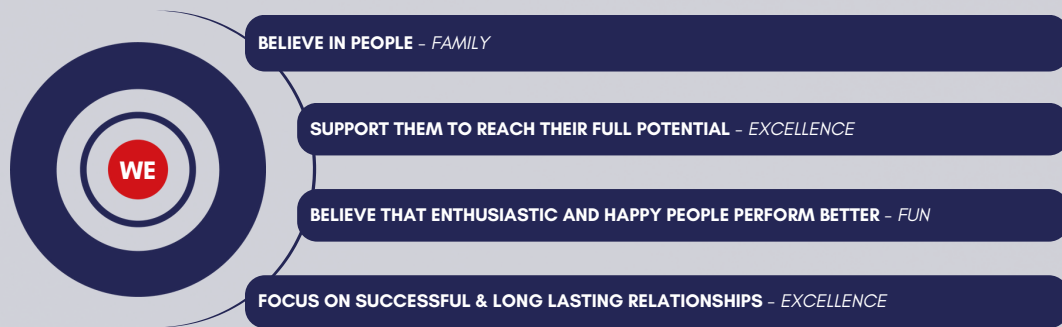 WE
BELIEVE IN PEOPLE – FAMILY
SUPPORT THEM TO REACH THEIR FULL POTENTIAL – EXCELLENCE
BELIEVE THAT ENTHUSIASTIC AND HAPPY PEOPLE PERFORM BETTER – FUN
FOCUS ON SUCCESSFUL & LONG LASTING RELATIONSHIPS – EXCELLENCE